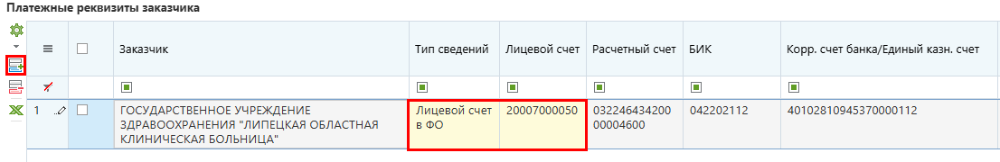 Платежные реквизиты заказчика
Заказчик Тип сведений Лицевой счет Расчетный счет БИК Корр. счет банка/Единый казн. счет
1 ГОСУДАРСТВЕННОЕ УЧРЕЖДЕНИЕ Лицевой счет 20007000050 032246434200 042202112 40102810945370000112
ЗДРАВООХРАНЕНИЯ "ЛИПЕЦКАЯ ОБЛАСТНАЯ в ФО 00004600
КЛИНИЧЕСКАЯ БОЛЬНИЦА"